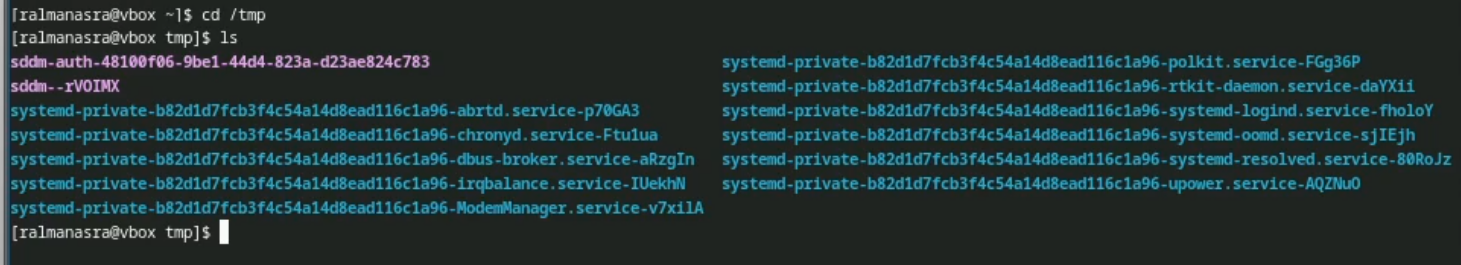 [ralmanasra@vbox ~]$ cd /tmp
[ralmanasra@vbox tmp]$ ls
sddm-auth-48100f06-9be1-44d4-823a-d23ae824c783 systemd-private-b82d1d7fcb3f4c54a14d8ead116c1a96-polkit.service-FGg36P
sddm--rVOIMX systemd-private-b82d1d7fcb3f4c54a14d8ead116c1a96-rtkit-daemon.service-daYXii
systemd-private-b82d1d7fcb3f4c54a14d8ead116c1a96-abrtd.service-p70GA3 systemd-private-b82d1d7fcb3f4c54a14d8ead116c1a96-systemd-logind.service-fholoY
systemd-private-b82d1d7fcb3f4c54a14d8ead116c1a96-chronyd.service-Ftu1ua systemd-private-b82d1d7fcb3f4c54a14d8ead116c1a96-systemd-oomd.service-sjIEjh
systemd-private-b82d1d7fcb3f4c54a14d8ead116c1a96-dbus-broker.service-aRzgIn systemd-private-b82d1d7fcb3f4c54a14d8ead116c1a96-systemd-resolved.service-80RoJz
systemd-private-b82d1d7fcb3f4c54a14d8ead116c1a96-irqbalance.service-IUekhN systemd-private-b82d1d7fcb3f4c54a14d8ead116c1a96-upower.service-AQZNuO
systemd-private-b82d1d7fcb3f4c54a14d8ead116c1a96-ModemManager.service-v7xilA
[ralmanasra@vbox tmp]$